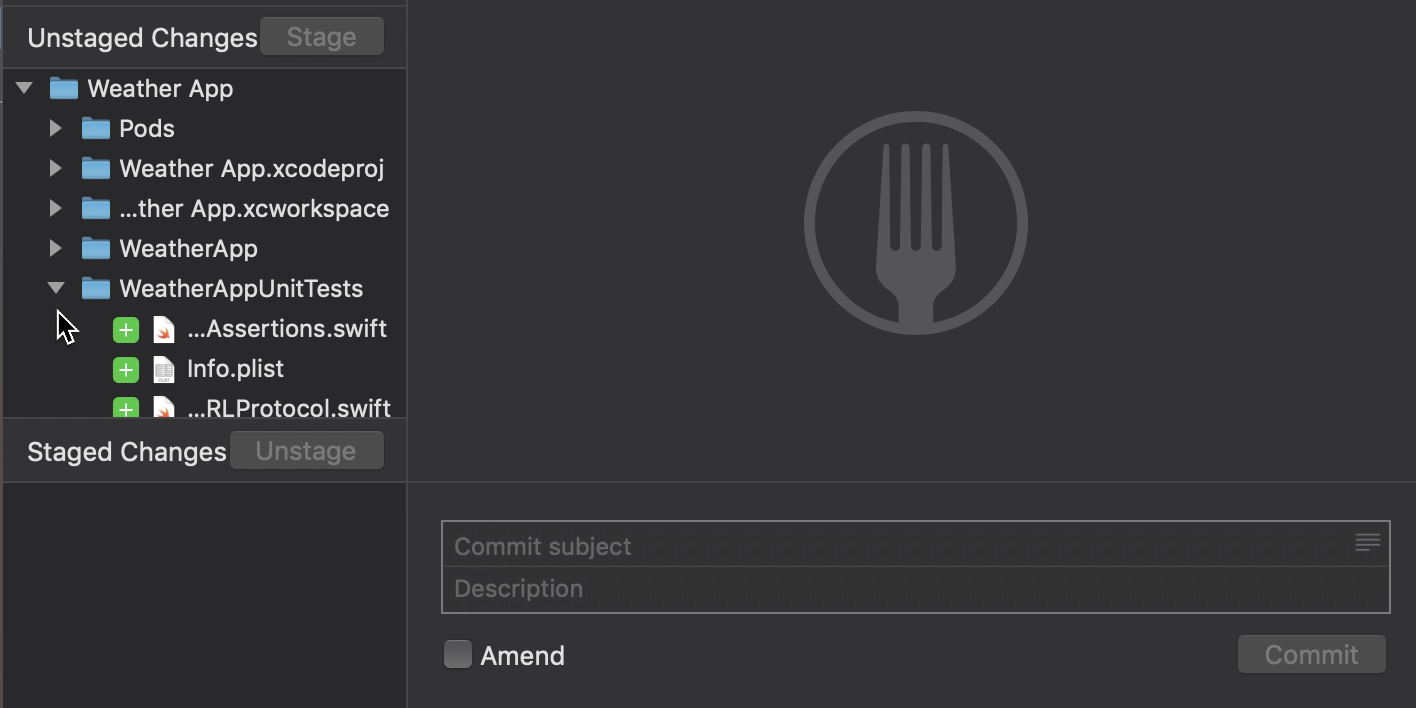 Unstaged Changes Stage
Weather App
Pods
Weather App.xcodeproj
...ther App.xcworkspace
WeatherApp
WeatherAppUnitTests
...Assertions.swift
Info.plist
...RLProtocol.swift
Staged Changes Unstage
Commit subject
Description
Amend
Commit